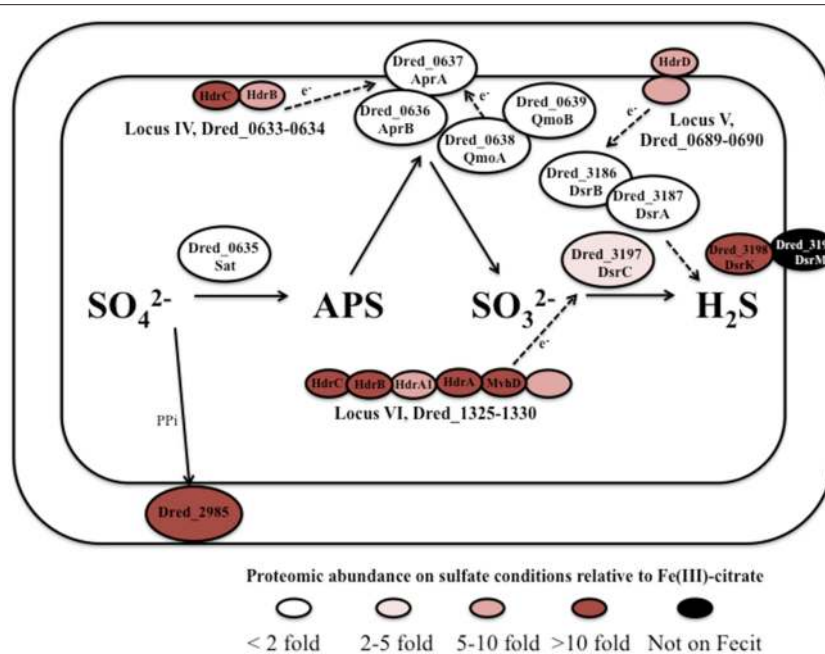 Dred_0637
AprA
HdrD
HdrC HdrB
e-
Dred_0636
AprB
e-
Dred_0639
QmoB
e-
Locus IV, Dred_0633-0634
Dred_0638
QmoA
Locus V,
Dred_0689-0690
Dred_3186
DsrB
Dred_3187
DsrA
Dred_0635
Sat
Dred_3197
DsrC
Dred_3198
DsrK
DsrM
SO₄²⁻
APS
SO₃²⁻
H₂S
e-
HdrC HdrB HdrA1 HdrA MvhD
Locus VI, Dred_1325-1330
PPi
Dred_2985
Proteomic abundance on sulfate conditions relative to Fe(III)-citrate
< 2 fold 2-5 fold 5-10 fold >10 fold Not on Fecit